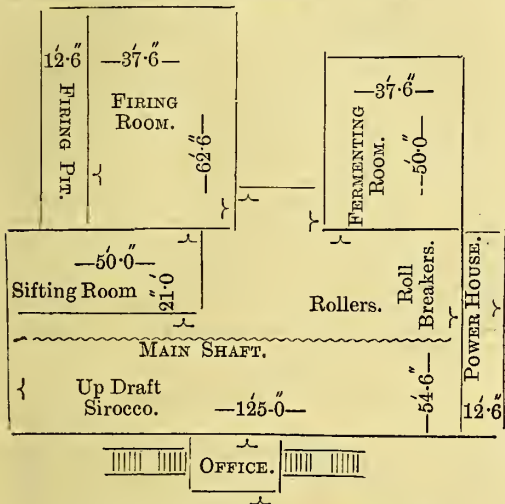 12'·6"
—37'·6"—
FIRING PIT.
FIRING
ROOM.
—62'·6"—
—37'·6"—
FERMENTING
ROOM.
—50'·0—
—50'·0"—
Sifting Room
21'·0"
Rollers.
Roll
Breakers.
POWER HOUSE.
MAIN SHAFT.
Up Draft
Sirocco.
—125'·0"—
—54'·6"—
12'·6"
OFFICE.